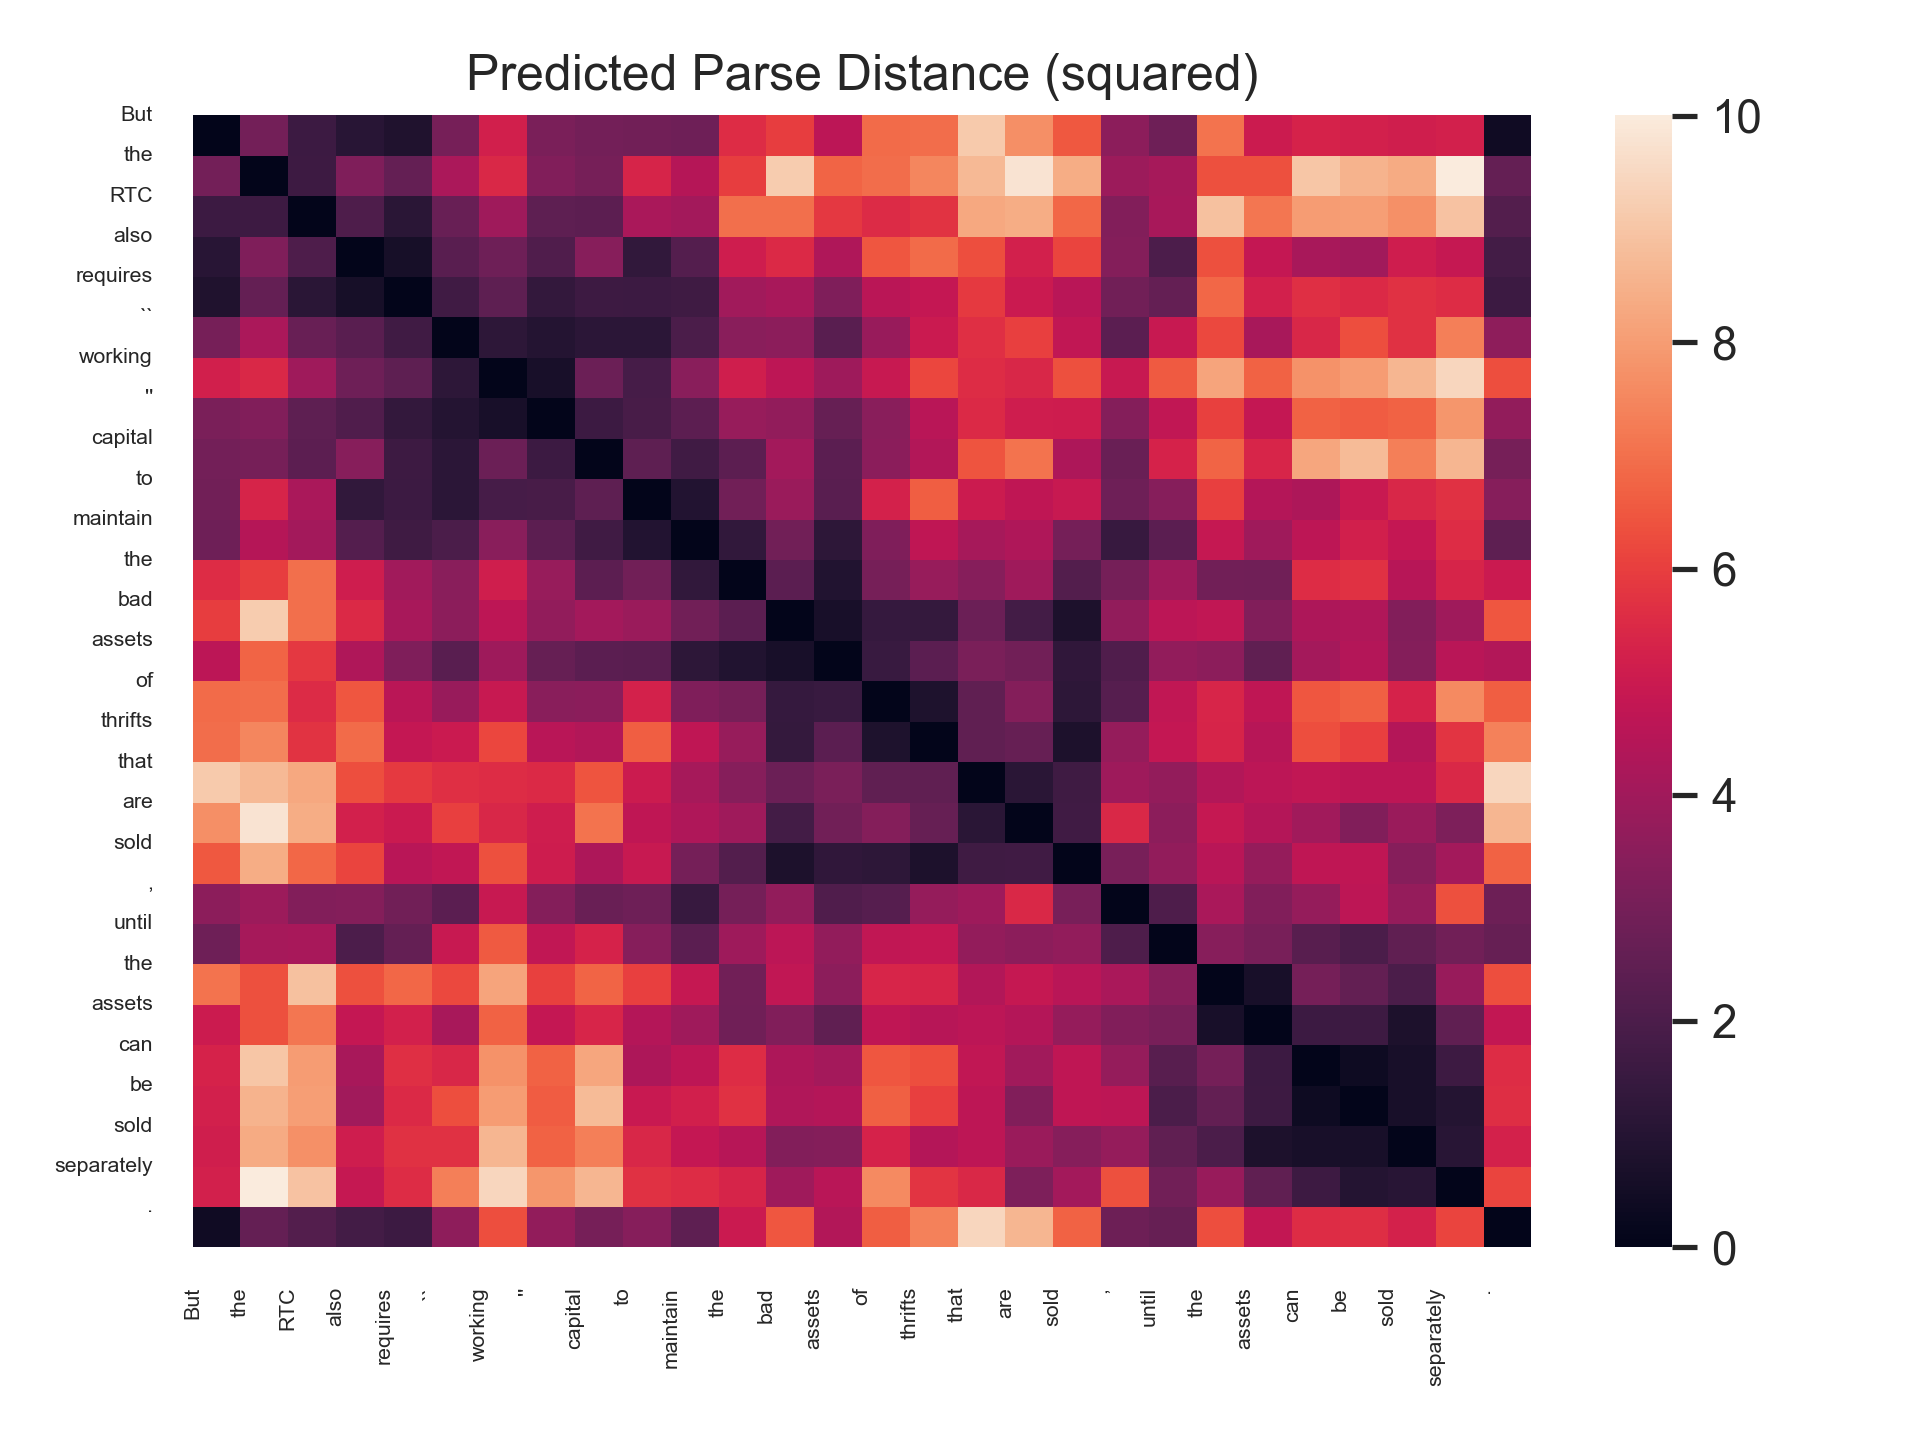 Predicted Parse Distance (squared)
But
the
RTC
also
requires
``
working
''
capital
to
maintain
the
bad
assets
of
thrifts
that
are
sold
,
until
the
assets
can
be
sold
separately
.
10
8
6
4
2
0
But
the
RTC
also
requires
``
working
''
capital
to
maintain
the
bad
assets
of
thrifts
that
are
sold
,
until
the
assets
can
be
sold
separately
.